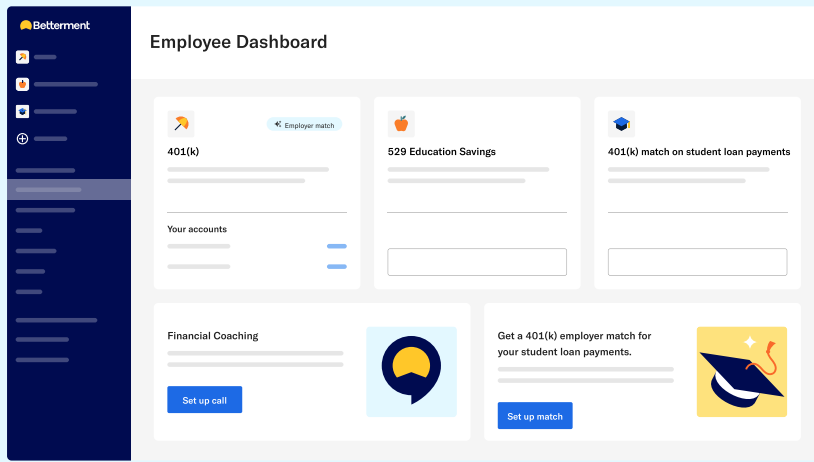 Betterment
Employee Dashboard
Employer match
401(k)
Your accounts
529 Education Savings
401(k) match on student loan payments
Financial Coaching
Set up call
Get a 401(k) employer match for
your student loan payments.
Set up match